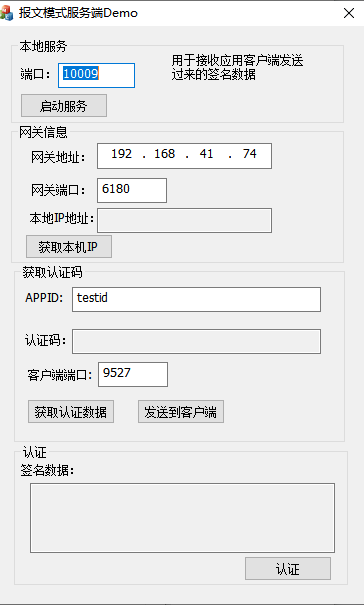 报文模式服务端Demo
本地服务
端口： 10009
用于接收应用客户端发送
过来的签名数据
启动服务
网关信息
网关地址： 192 . 168 . 41 . 74
网关端口： 6180
本地IP地址:
获取本机IP
获取认证码
APPID: testid
认证码：
客户端端口: 9527
获取认证数据 发送到客户端
认证
签名数据：
认证